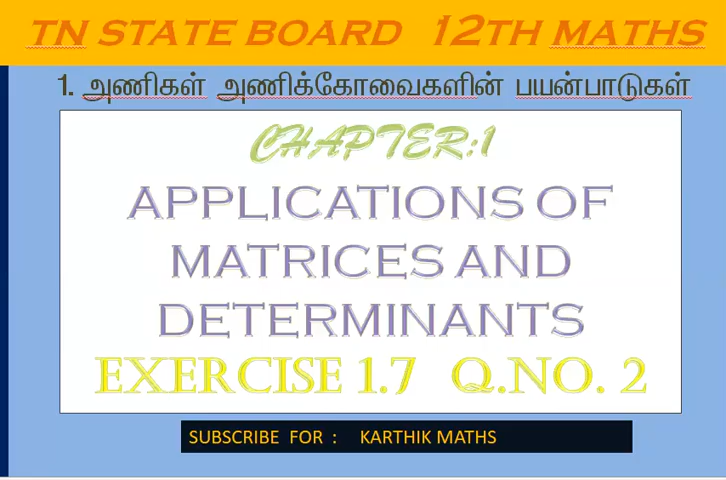 TN STATE BOARD 12TH MATHS
1. அணிகள் அணிக்கோவைகளின் பயன்பாடுகள்
CHAPTER:1
APPLICATIONS OF
MATRICES AND
DETERMINANTS
EXERCISE 1.7 Q.NO. 2
SUBSCRIBE FOR : KARTHIK MATHS